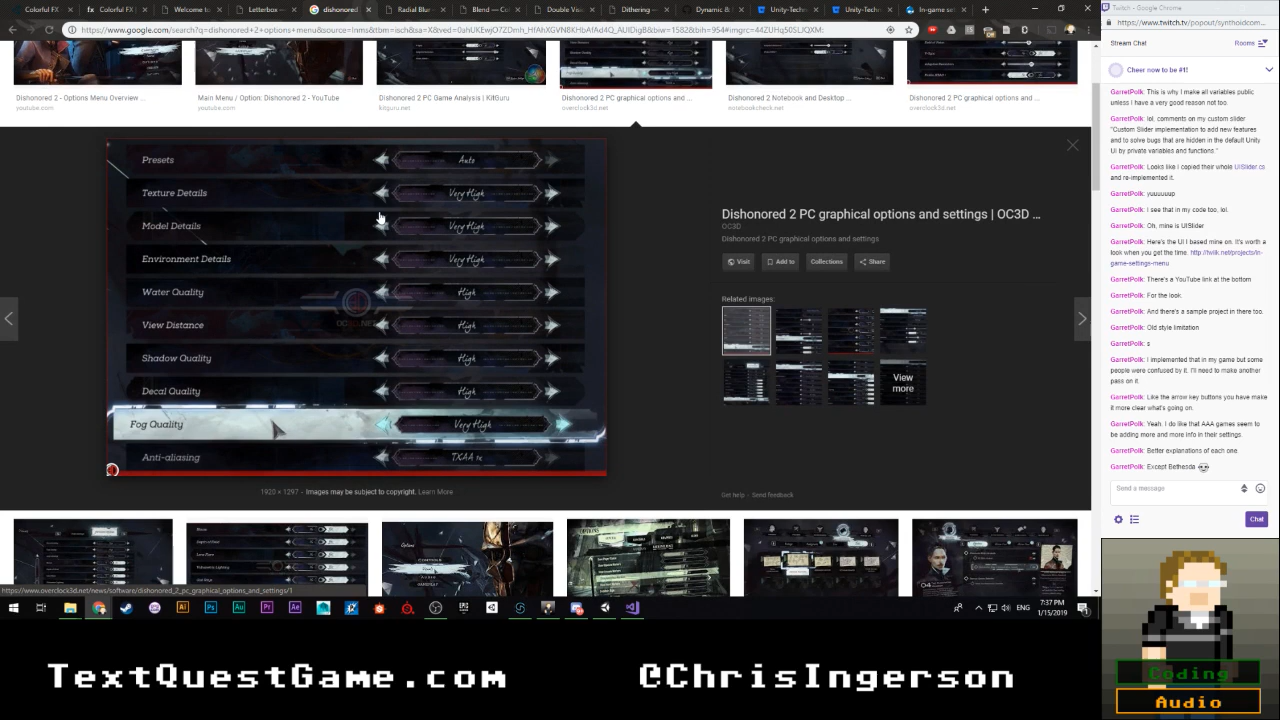 Colorful FX
fx Colorful FX
Welcome to
Letterbox —
dishonored
Radial Blur
Blend — Col
Double Visi
Dithering —
Dynamic &
Unity-Techn
Unity-Techn
In-game se
Twitch - Google Chrome
https://www.twitch.tv/popout/synthoidcom...
Stream Chat
Rooms
Cheer now to be #1!
GarretPolk: This is why I make all variables public
unless I have a very good reason not too.
GarretPolk: lol, comments on my custom slider
"Custom Slider implementation to add new features
and to solve bugs that are hidden in the default Unity
UI by private variables and functions."
GarretPolk: Looks like I copied their whole UISlider.cs
and re-implemented it.
GarretPolk: yuuuuuup
GarretPolk: I see that in my code too, lol.
GarretPolk: Oh, mine is UISlider
GarretPolk: Here's the UI I based mine on. It's worth a
look when you get the time. http://twiik.net/projects/in-
game-settings-menu
GarretPolk: There's a YouTube link at the bottom
GarretPolk: For the look.
GarretPolk: And there's a sample project in there too.
GarretPolk: Old style limitation
GarretPolk: s
GarretPolk: I implemented that in my game but some
people were confused by it. I'll need to make another
pass on it.
GarretPolk: Like the arrow key buttons you have make
it more clear what's going on.
GarretPolk: Yeah. I do like that AAA games seem to
be adding more and more info in their settings.
GarretPolk: Better explanations of each one.
GarretPolk: Except Bethesda
Send a message
Chat
Dishonored 2 - Options Menu Overview ...
youtube.com
Main Menu / Option: Dishonored 2 - YouTube
youtube.com
Dishonored 2 PC Game Analysis | KitGuru
kitguru.net
Dishonored 2 PC graphical options and ...
overclock3d.net
Dishonored 2 Notebook and Desktop ...
notebookcheck.net
Dishonored 2 PC graphical options and ...
overclock3d.net
Presets Auto
Texture Details Very High
Model Details Very High
Environment Details Very High
Water Quality High
View Distance High
Shadow Quality High
Decal Quality High
Fog Quality Very High
Anti-aliasing TXAA 1x
Dishonored 2 PC graphical options and settings | OC3D ...
OC3D
Dishonored 2 PC graphical options and settings
Visit
Add to
Collections
Share
Related images:
View
more
1920 × 1297 - Images may be subject to copyright. Learn More
Get help - Send feedback
https://www.overclock3d.net/news/software/dishonored_2_pc_graphical_options_and_settings/1
ENG
7:37 PM
1/15/2019
TextQuestGame.com
@ChrisIngerson
Coding
Audio